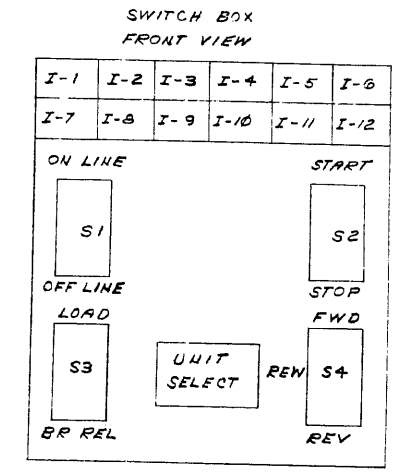 SWITCH BOX
FRONT VIEW
I-1 I-2 I-3 I-4 I-5 I-6
I-7 I-8 I-9 I-10 I-11 I-12
ON LINE START
S1 S2
OFF LINE STOP
LOAD FWD
S3 UNIT SELECT REW S4
BR REL REV